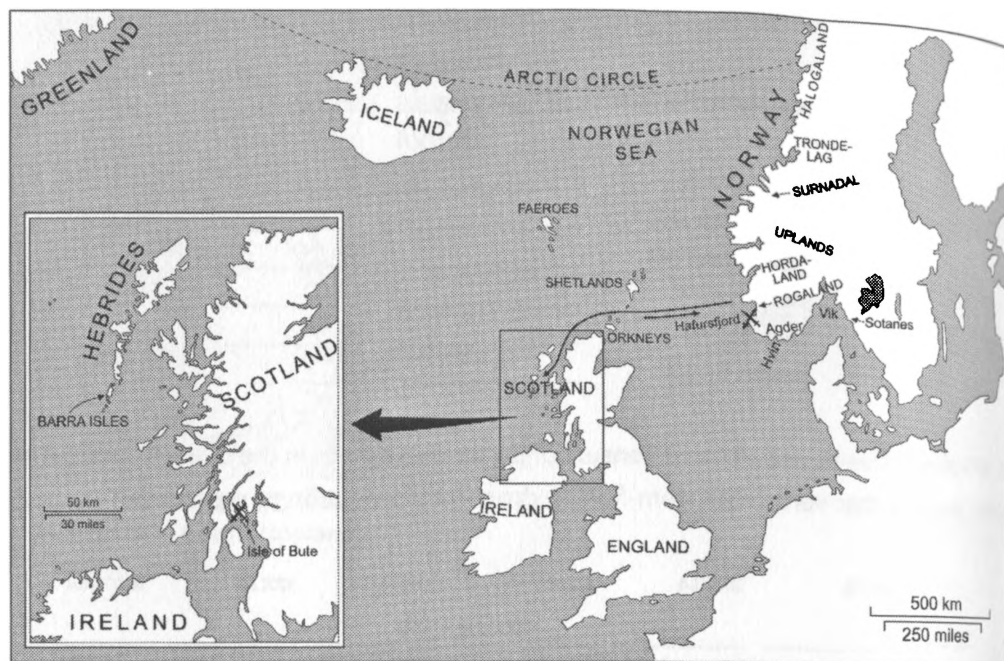 GREENLAND
ICELAND
ARCTIC CIRCLE
NORWEGIAN
SEA
NORWAY
HALOGALAND
TRONDE-
LAG
SURNADAL
UPLANDS
FAEROES
SHETLANDS
HORDA-
LAND
ROGALAND
ORKNEYS
Hafursfjord
Agder
Vik
Sotanes
Hvin
SCOTLAND
IRELAND
ENGLAND
500 km
250 miles
HEBRIDES
SCOTLAND
BARRA ISLES
50 km
30 miles
Isle of Bute
IRELAND